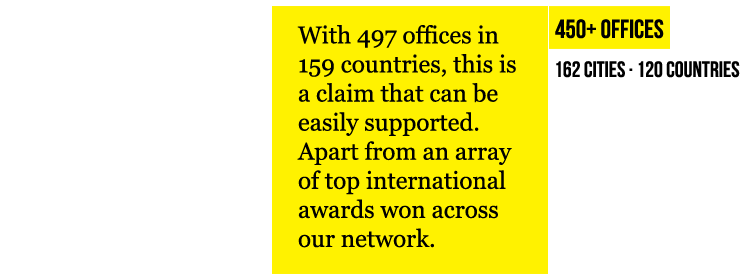 With 497 offices in
159 countries, this is
a claim that can be
easily supported.
Apart from an array
of top international
awards won across
our network.
450+ OFFICES
162 CITIES · 120 COUNTRIES